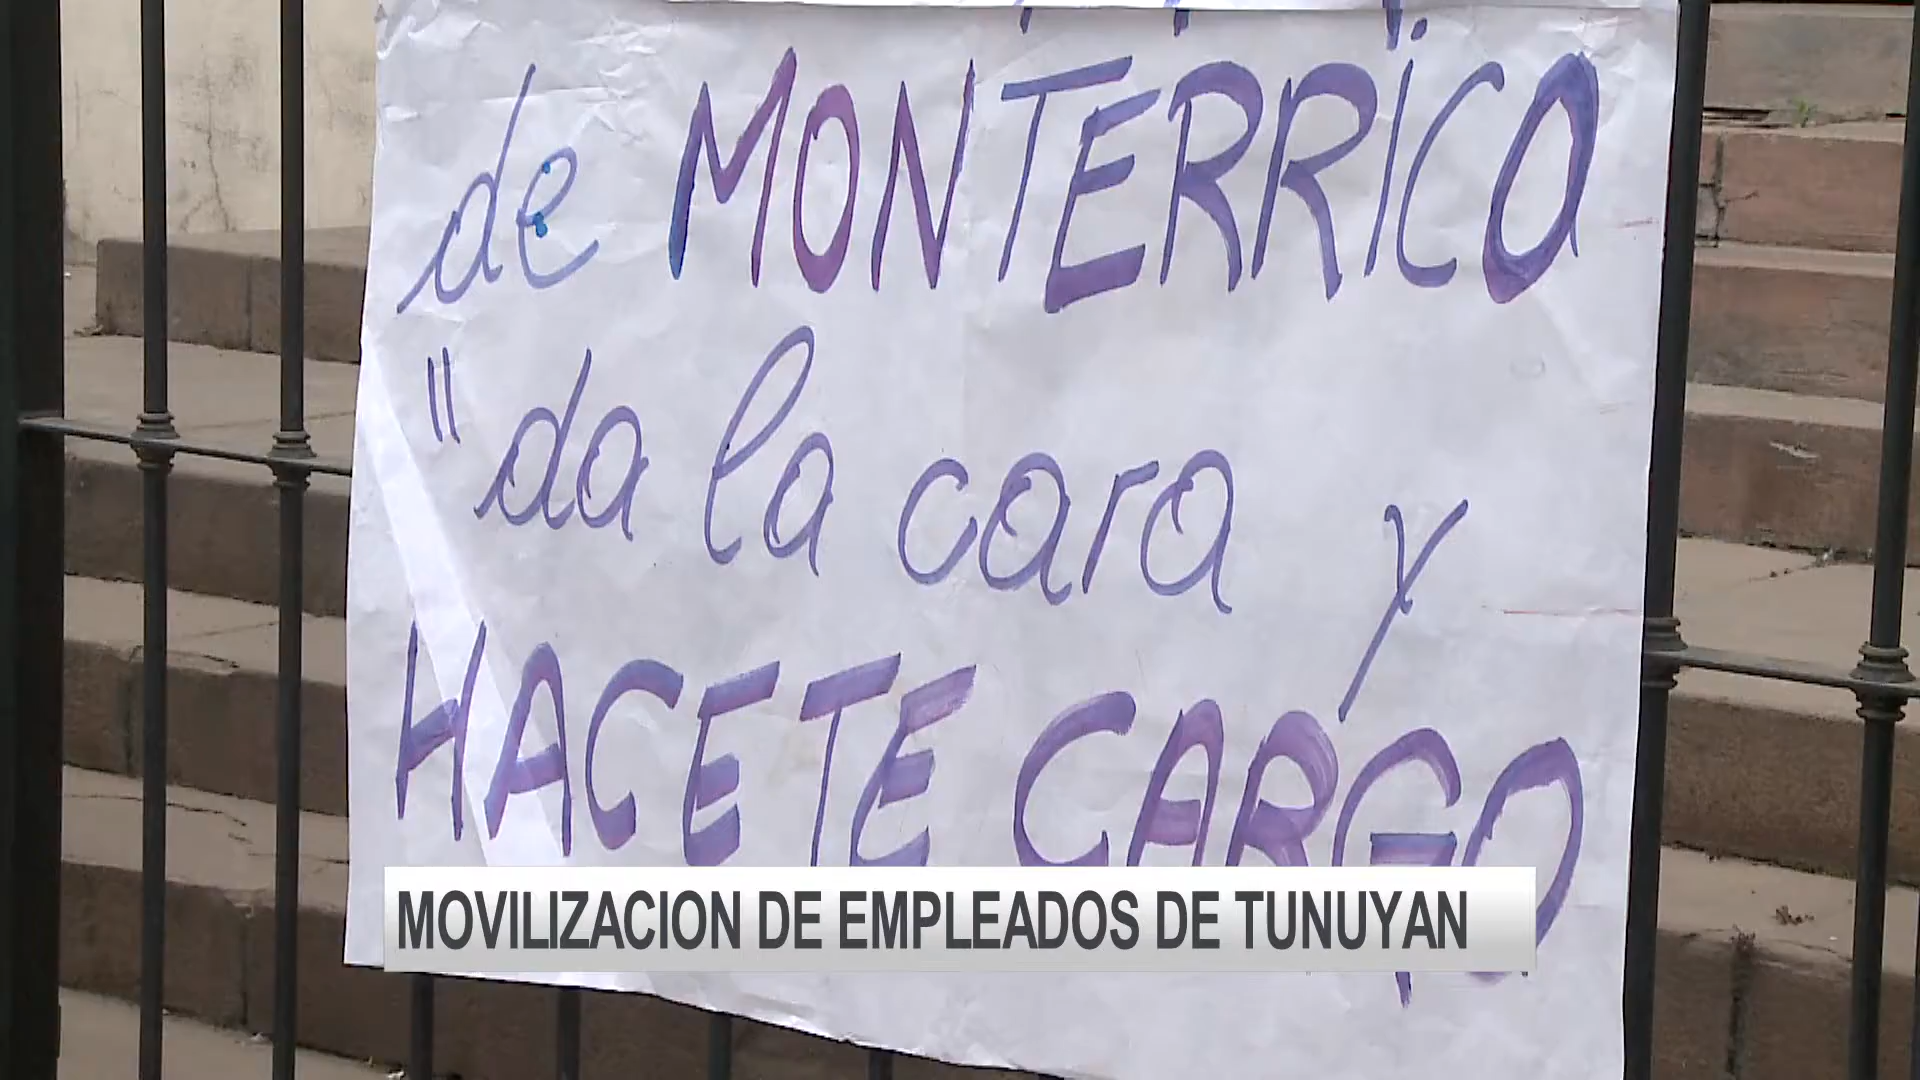 de MONTERRiCO
"da la cara y
HACETE CARGO
MOVILIZACION DE EMPLEADOS DE TUNUYAN